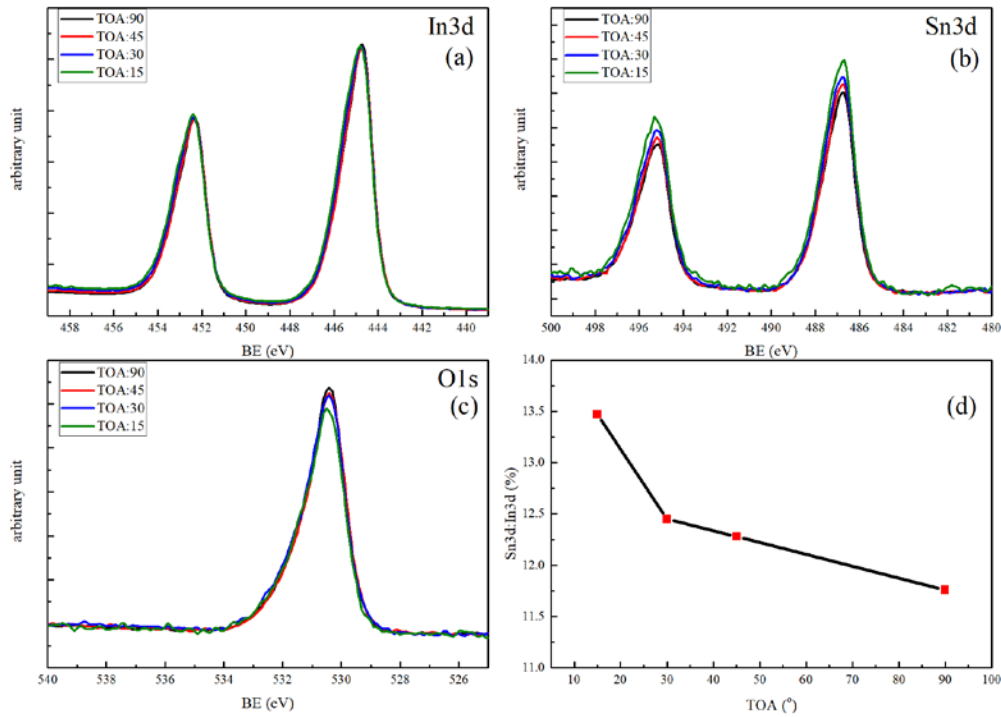 TOA:90
TOA:45
TOA:30
TOA:15
In3d
(a)
arbitrary unit
458 456 454 452 450 448 446 444 442 440
BE (eV)
TOA:90
TOA:45
TOA:30
TOA:15
Sn3d
(b)
arbitrary unit
500 498 496 494 492 490 488 486 484 482 480
BE (eV)
TOA:90
TOA:45
TOA:30
TOA:15
O1s
(c)
arbitrary unit
540 538 536 534 532 530 528 526
BE (eV)
(d)
Sn3d:In3d (%)
14.0
13.5
13.0
12.5
12.0
11.5
11.0
10 20 30 40 50 60 70 80 90 100
TOA (°)